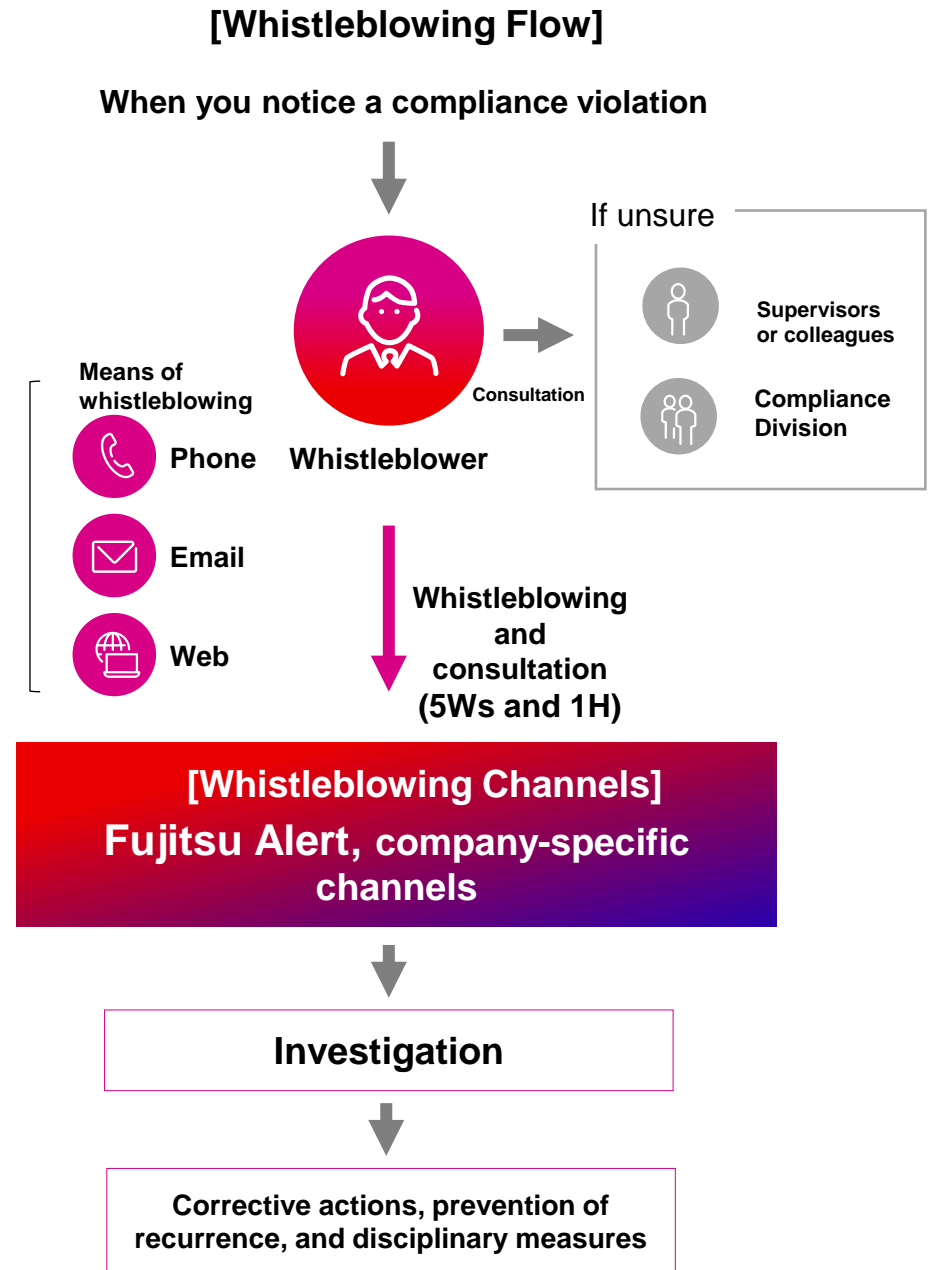 [Whistleblowing Flow]
When you notice a compliance violation
If unsure
Supervisors
or colleagues
Compliance
Division
Consultation
Whistleblower
Means of
whistleblowing
Phone
Email
Web
Whistleblowing
and
consultation
(5Ws and 1H)
[Whistleblowing Channels]
Fujitsu Alert, company-specific
channels
Investigation
Corrective actions, prevention of
recurrence, and disciplinary measures